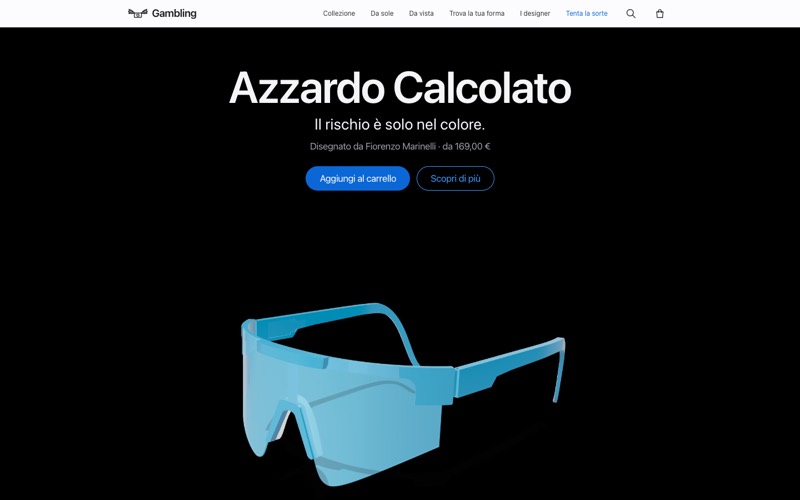 Gambling
Collezione
Da sole
Da vista
Trova la tua forma
I designer
Tenta la sorte
Azzardo Calcolato
Il rischio è solo nel colore.
Disegnato da Fiorenzo Marinelli · da 169,00 €
Aggiungi al carrello
Scopri di più